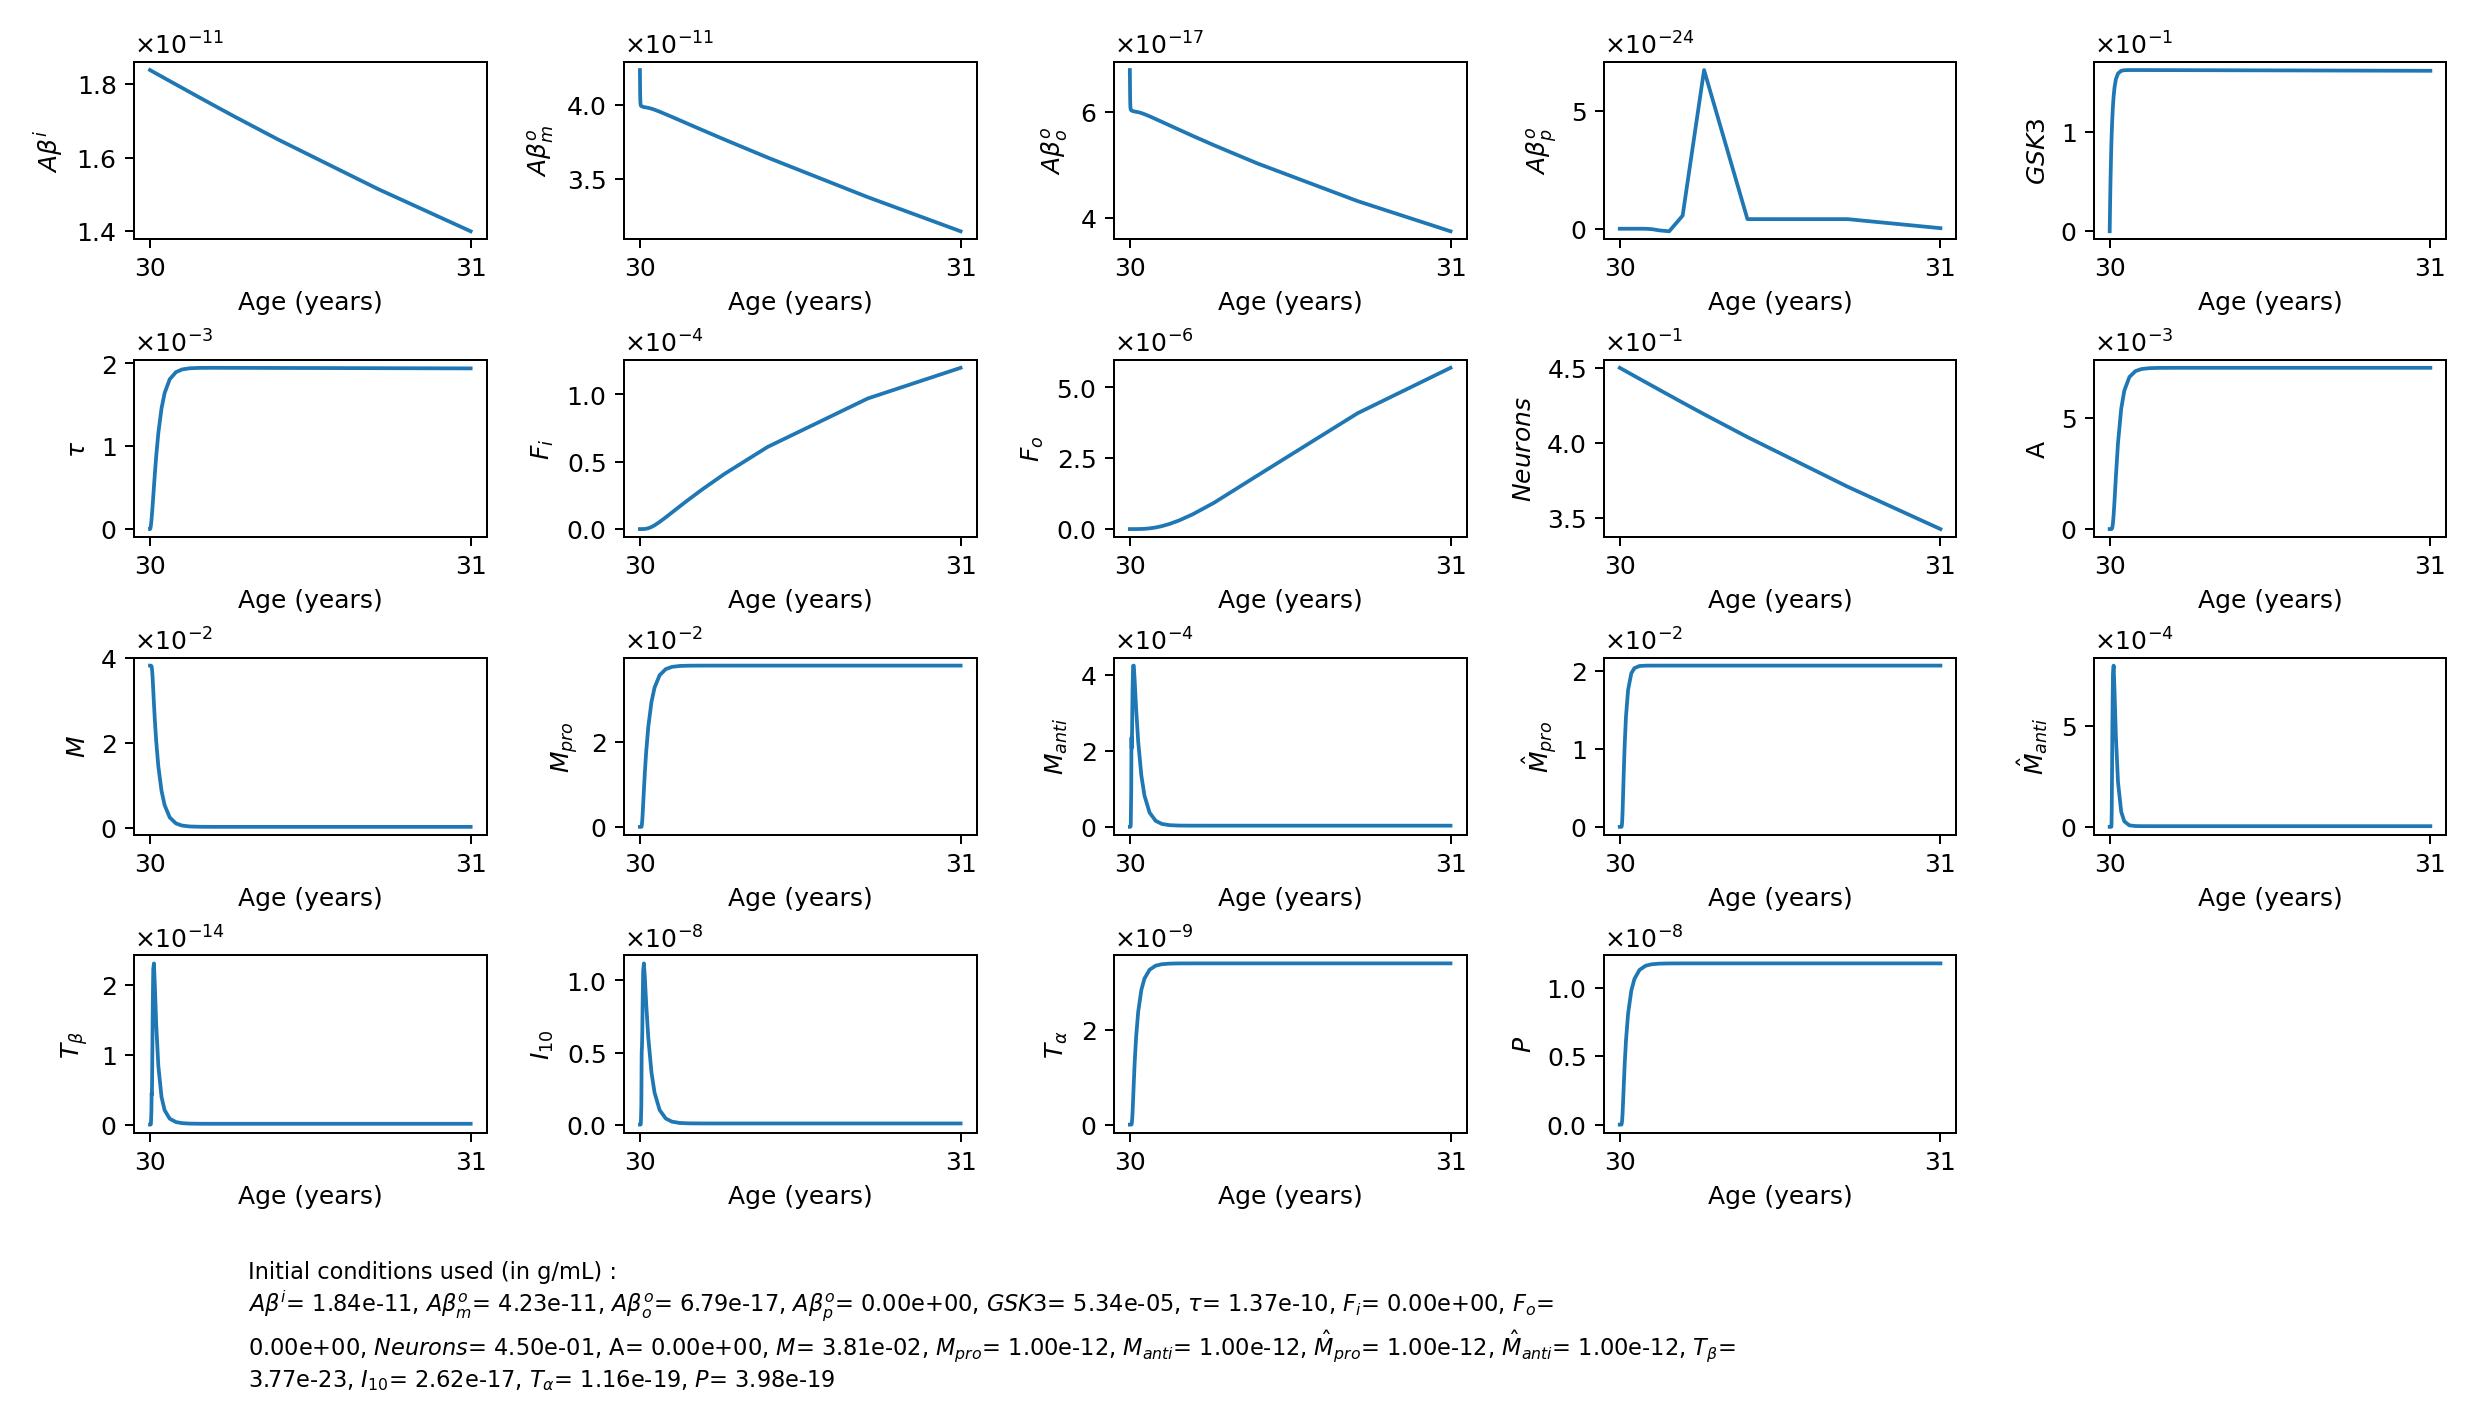 ×10⁻¹¹ ×10⁻¹¹ ×10⁻¹⁷ ×10⁻²⁴ ×10⁻¹
Aβⁱ 1.8 1.6 1.4 30 31 Age (years)
Aβₘᵒ 4.0 3.5 30 31 Age (years)
Aβₒᵒ 6 4 30 31 Age (years)
Aβₚᵒ 5 0 30 31 Age (years)
GSK3 1 0 30 31 Age (years)
×10⁻³ ×10⁻⁴ ×10⁻⁶ ×10⁻¹ ×10⁻³
τ 2 1 0 30 31 Age (years)
Fᵢ 1.0 0.5 0.0 30 31 Age (years)
Fₒ 5.0 2.5 0.0 30 31 Age (years)
Neurons 4.5 4.0 3.5 30 31 Age (years)
A 5 0 30 31 Age (years)
×10⁻² ×10⁻² ×10⁻⁴ ×10⁻² ×10⁻⁴
M 4 2 0 30 31 Age (years)
M_pro 2 0 30 31 Age (years)
M_anti 4 2 0 30 31 Age (years)
M̂_pro 2 1 0 30 31 Age (years)
M̂_anti 5 0 30 31 Age (years)
×10⁻¹⁴ ×10⁻⁸ ×10⁻⁹ ×10⁻⁸
T_β 2 1 0 30 31 Age (years)
I₁₀ 1.0 0.5 0.0 30 31 Age (years)
T_α 2 0 30 31 Age (years)
P 1.0 0.5 0.0 30 31 Age (years)
Initial conditions used (in g/mL) :
Aβⁱ= 1.84e-11, Aβₘᵒ= 4.23e-11, Aβₒᵒ= 6.79e-17, Aβₚᵒ= 0.00e+00, GSK3= 5.34e-05, τ= 1.37e-10, Fᵢ= 0.00e+00, Fₒ=
0.00e+00, Neurons= 4.50e-01, A= 0.00e+00, M= 3.81e-02, M_pro= 1.00e-12, M_anti= 1.00e-12, M̂_pro= 1.00e-12, M̂_anti= 1.00e-12, T_β=
3.77e-23, I₁₀= 2.62e-17, T_α= 1.16e-19, P= 3.98e-19